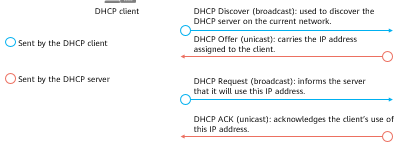 DHCP client
DHCP Discover (broadcast): used to discover the
DHCP server on the current network.
Sent by the DHCP client
DHCP Offer (unicast): carries the IP address
assigned to the client.
Sent by the DHCP server
DHCP Request (broadcast): informs the server
that it will use this IP address.
DHCP ACK (unicast): acknowledges the client's use of
this IP address.